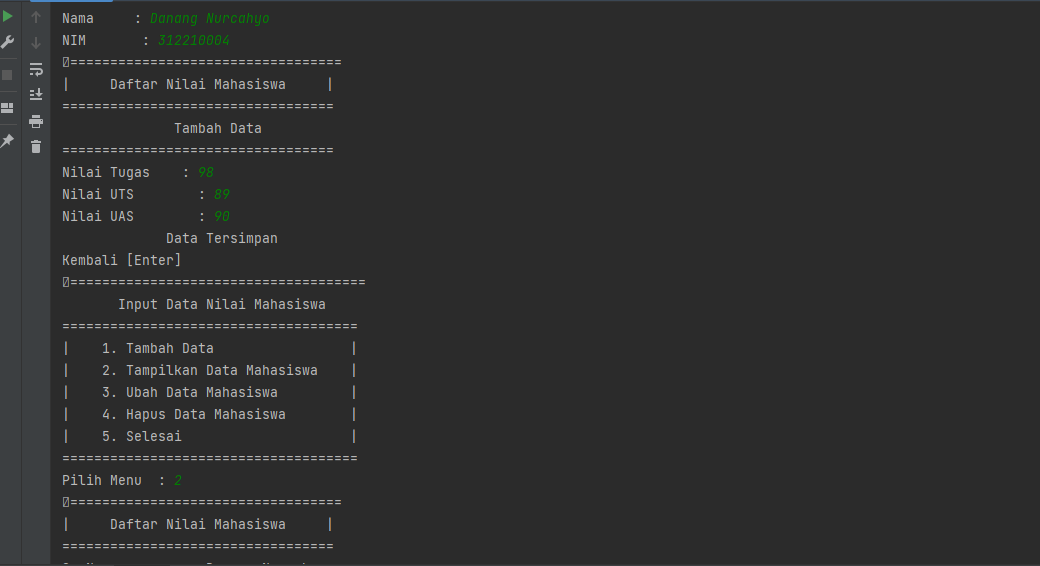 Nama     : Danang Nurcahyo
NIM       : 312210004
==================================
|     Daftar Nilai Mahasiswa     |
==================================
              Tambah Data
==================================
Nilai Tugas    : 98
Nilai UTS        : 89
Nilai UAS        : 90
             Data Tersimpan
Kembali [Enter]
=====================================
       Input Data Nilai Mahasiswa
=====================================
|    1. Tambah Data                 |
|    2. Tampilkan Data Mahasiswa    |
|    3. Ubah Data Mahasiswa         |
|    4. Hapus Data Mahasiswa        |
|    5. Selesai                     |
=====================================
Pilih Menu  : 2
==================================
|     Daftar Nilai Mahasiswa     |
==================================